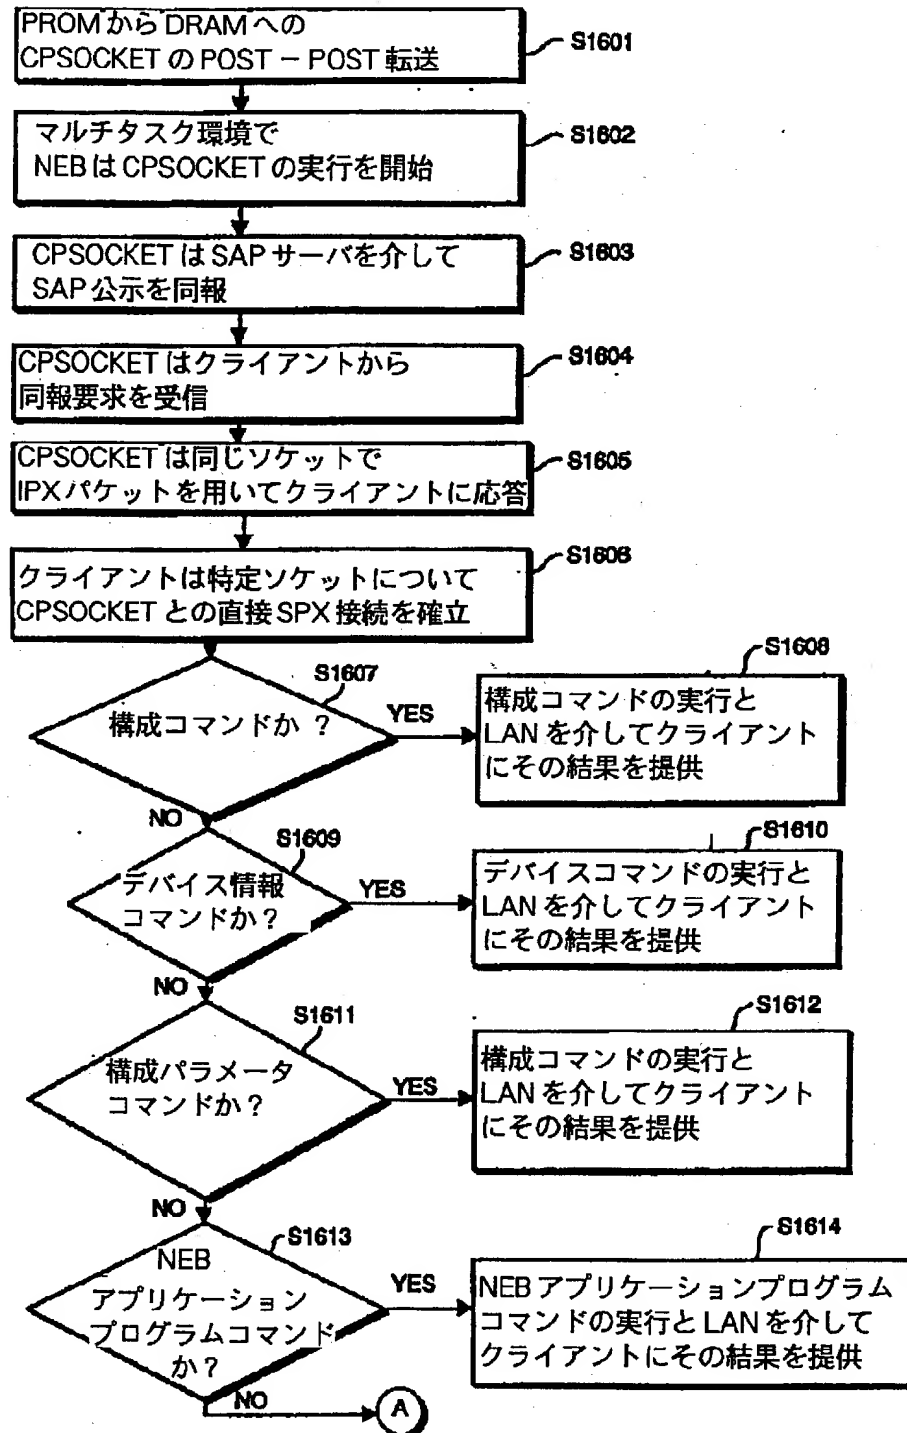 PROMからDRAMへの
CPSOCKETのPOST－POST転送
S1601
マルチタスク環境で
NEBはCPSOCKETの実行を開始
S1602
CPSOCKETはSAPサーバを介して
SAP公示を同報
S1603
CPSOCKETはクライアントから
同報要求を受信
S1604
CPSOCKETは同じソケットで
IPXパケットを用いてクライアントに応答
S1605
クライアントは特定ソケットについて
CPSOCKETとの直接SPX接続を確立
S1606
構成コマンドか？
S1607
YES
NO
構成コマンドの実行と
LANを介してクライアント
にその結果を提供
S1608
デバイス情報
コマンドか？
S1609
YES
NO
デバイスコマンドの実行と
LANを介してクライアント
にその結果を提供
S1610
構成パラメータ
コマンドか？
S1611
YES
NO
構成コマンドの実行と
LANを介してクライアント
にその結果を提供
S1612
NEB
アプリケーション
プログラムコマンド
か？
S1613
YES
NO
NEBアプリケーションプログラム
コマンドの実行とLANを介して
クライアントにその結果を提供
S1614
A